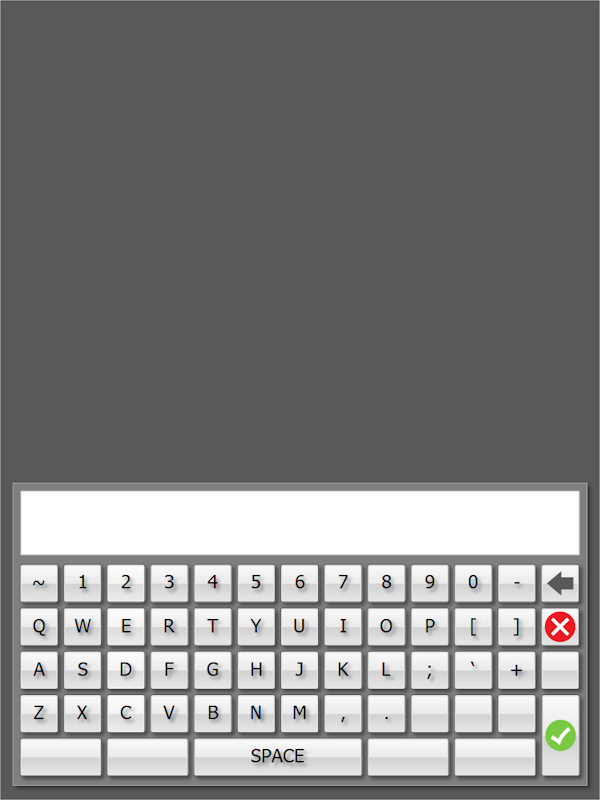 ~ 1 2 3 4 5 6 7 8 9 0 -
Q W E R T Y U I O P [ ]
A S D F G H J K L ; ` +
Z X C V B N M , .
SPACE